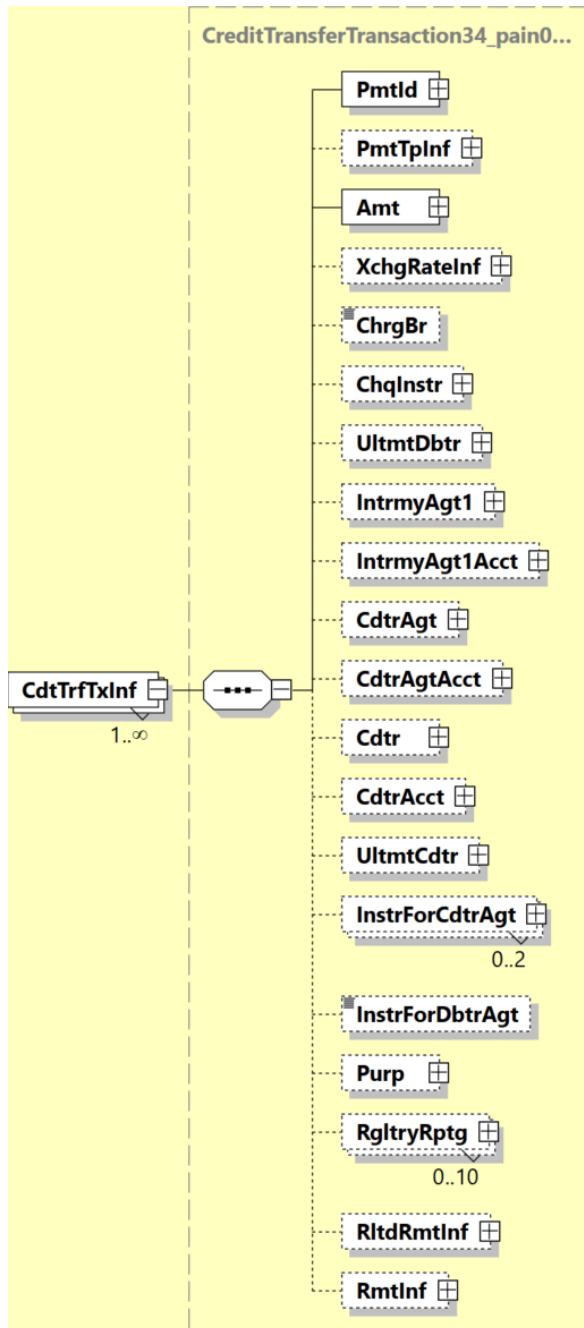 CreditTransferTransaction34_pain0...
PmtId
PmtTpInf
Amt
XchgRateInf
ChrgBr
ChqInstr
UltmtDbtr
IntrmyAgt1
IntrmyAgt1Acct
CdtrAgt
CdtTrfTxInf
1..∞
CdtrAgtAcct
Cdtr
CdtrAcct
UltmtCdtr
InstrForCdtrAgt
0..2
InstrForDbtrAgt
Purp
RgltryRptg
0..10
RltdRmtInf
RmtInf